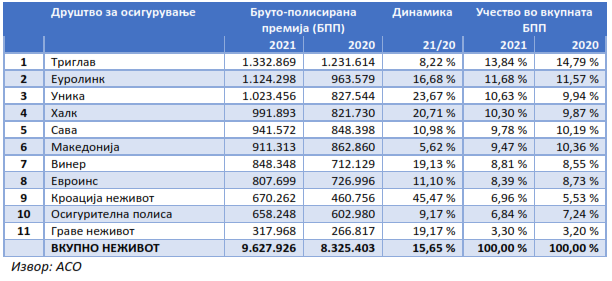 Друштво за осигурување Бруто-полисирана премија (БПП) Динамика Учество во вкупната БПП
2021 2020 21/20 2021 2020
1 Триглав 1.332.869 1.231.614 8,22 % 13,84 % 14,79 %
2 Еуролинк 1.124.298 963.579 16,68 % 11,68 % 11,57 %
3 Уника 1.023.456 827.544 23,67 % 10,63 % 9,94 %
4 Халк 991.893 821.730 20,71 % 10,30 % 9,87 %
5 Сава 941.572 848.398 10,98 % 9,78 % 10,19 %
6 Македонија 911.313 862.860 5,62 % 9,47 % 10,36 %
7 Винер 848.348 712.129 19,13 % 8,81 % 8,55 %
8 Евроинс 807.699 726.996 11,10 % 8,39 % 8,73 %
9 Кроација неживот 670.262 460.756 45,47 % 6,96 % 5,53 %
10 Осигурителна полиса 658.248 602.980 9,17 % 6,84 % 7,24 %
11 Граве неживот 317.968 266.817 19,17 % 3,30 % 3,20 %
ВКУПНО НЕЖИВОТ 9.627.926 8.325.403 15,65 % 100,00 % 100,00 %
Извор: АСО